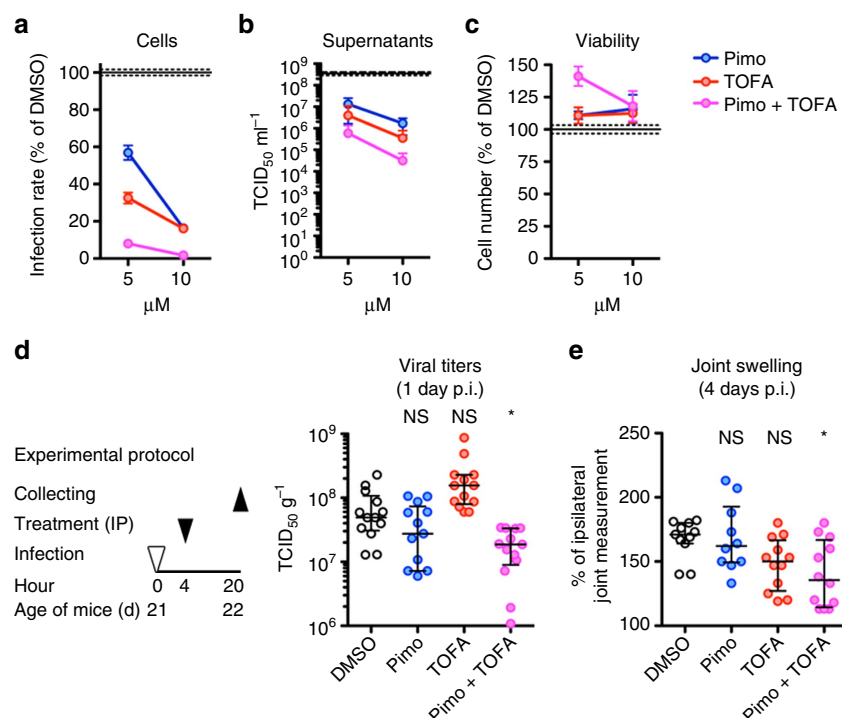 a
Cells
Infection rate (% of DMSO)
100
80
60
40
20
0
5 10
μM
b
Supernatants
TCID50 ml−1
10^9
10^8
10^7
10^6
10^5
10^4
10^3
10^2
10^1
10^0
5 10
μM
c
Viability
Cell number (% of DMSO)
150
125
100
75
50
25
0
5 10
μM
Pimo
TOFA
Pimo + TOFA
d
Experimental protocol
Collecting
Treatment (IP)
Infection
Hour 0 4 20
Age of mice (d) 21 22
Viral titers
(1 day p.i.)
NS NS *
TCID50 g−1
10^9
10^8
10^7
10^6
DMSO
Pimo
TOFA
Pimo + TOFA
e
Joint swelling
(4 days p.i.)
NS NS *
% of ipsilateral
joint measurement
250
200
150
100
DMSO
Pimo
TOFA
Pimo + TOFA